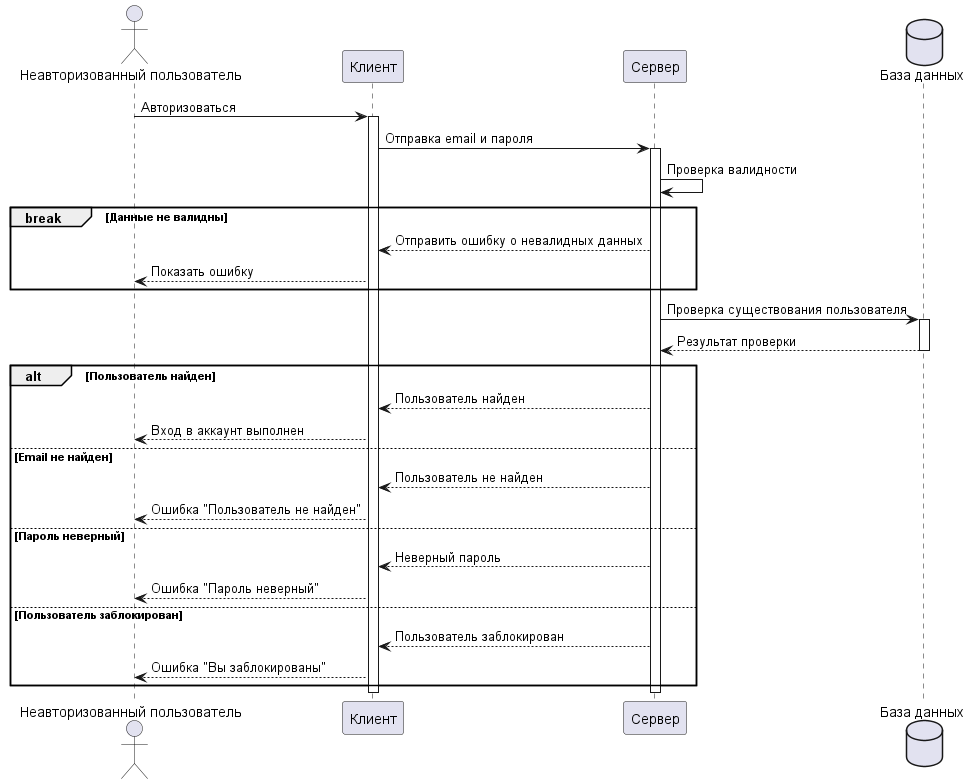 Неавторизованный пользователь
Клиент
Сервер
База данных
Авторизоваться
Отправка email и пароля
Проверка валидности
break
[Данные не валидны]
Отправить ошибку о невалидных данных
Показать ошибку
Проверка существования пользователя
Результат проверки
alt
[Пользователь найден]
Пользователь найден
Вход в аккаунт выполнен
[Email не найден]
Пользователь не найден
Ошибка "Пользователь не найден"
[Пароль неверный]
Неверный пароль
Ошибка "Пароль неверный"
[Пользователь заблокирован]
Пользователь заблокирован
Ошибка "Вы заблокированы"
Неавторизованный пользователь
Клиент
Сервер
База данных